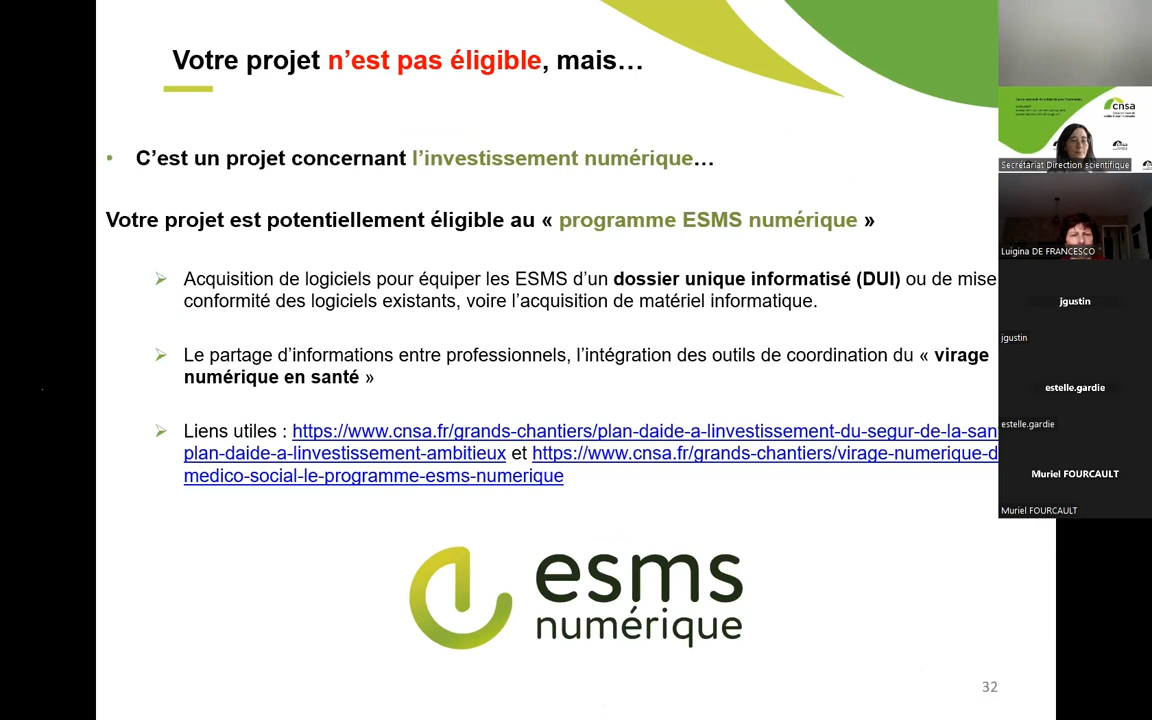 Votre projet n’est pas éligible, mais…
• C’est un projet concernant l’investissement numérique…
Votre projet est potentiellement éligible au « programme ESMS numérique »
Acquisition de logiciels pour équiper les ESMS d’un dossier unique informatisé (DUI) ou de mise
conformité des logiciels existants, voire l’acquisition de matériel informatique.
Le partage d’informations entre professionnels, l’intégration des outils de coordination du « virage
numérique en santé »
Liens utiles : https://www.cnsa.fr/grands-chantiers/plan-daide-a-linvestissement-du-segur-de-la-san
plan-daide-a-linvestissement-ambitieux et https://www.cnsa.fr/grands-chantiers/virage-numerique-d
medico-social-le-programme-esms-numerique
esms
numérique
32
cnsa
Secrétariat Direction scientifique
Luigina DE FRANCESCO
jgustin
jgustin
estelle.gardie
estelle.gardie
Muriel FOURCAULT
Muriel FOURCAULT